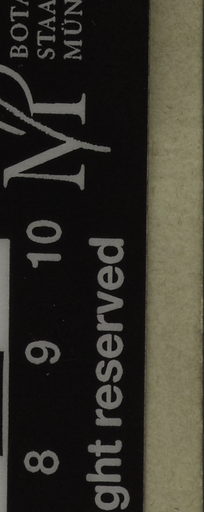 BOTA
STAA
MÜN
M
8 9 10
ght reserved